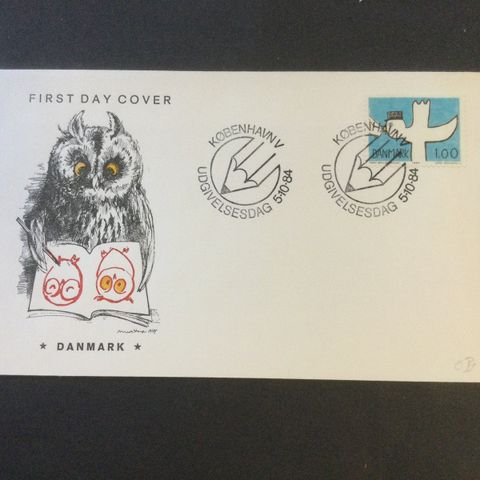 FIRST DAY COVER
★ DANMARK ★
KØBENHAVN V
UDGIVELSESDAG 5·10·84
KØBENHAVN V
UDGIVELSESDAG 5·10·84
DANMARK
1.00